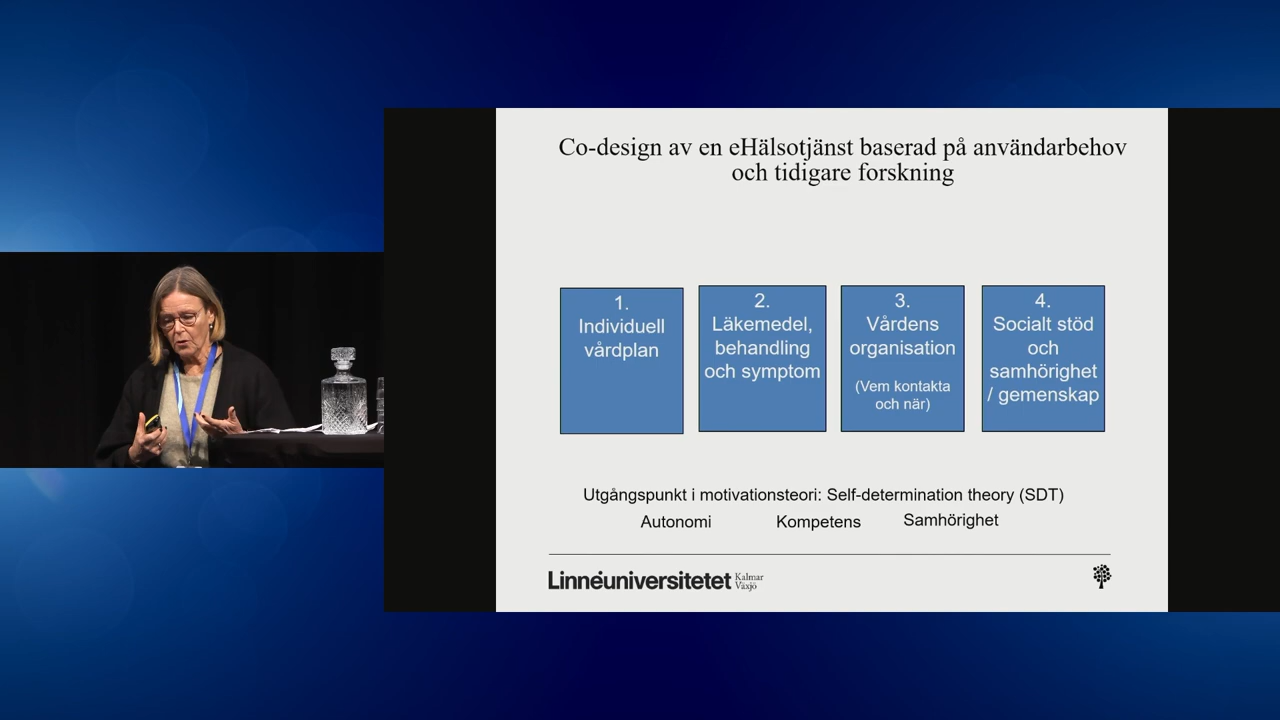 Co-design av en eHälsotjänst baserad på användarbehov
och tidigare forskning
1.
Individuell
vårdplan
2.
Läkemedel,
behandling
och symptom
3.
Vårdens
organisation
(Vem kontakta
och när)
4.
Socialt stöd
och
samhörighet
/ gemenskap
Utgångspunkt i motivationsteori: Self-determination theory (SDT)
Autonomi Kompetens Samhörighet
Linnéuniversitetet Kalmar
Växjö